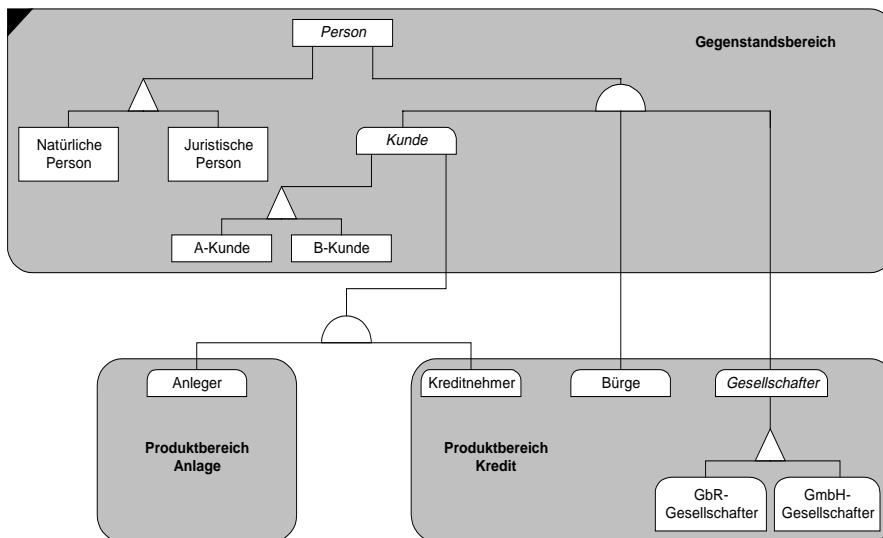 Person
Gegenstandsbereich
Natürliche
Person
Juristische
Person
Kunde
A-Kunde
B-Kunde
Anleger
Kreditnehmer
Bürge
Gesellschafter
Produktbereich
Anlage
Produktbereich
Kredit
GbR-
Gesellschafter
GmbH-
Gesellschafter